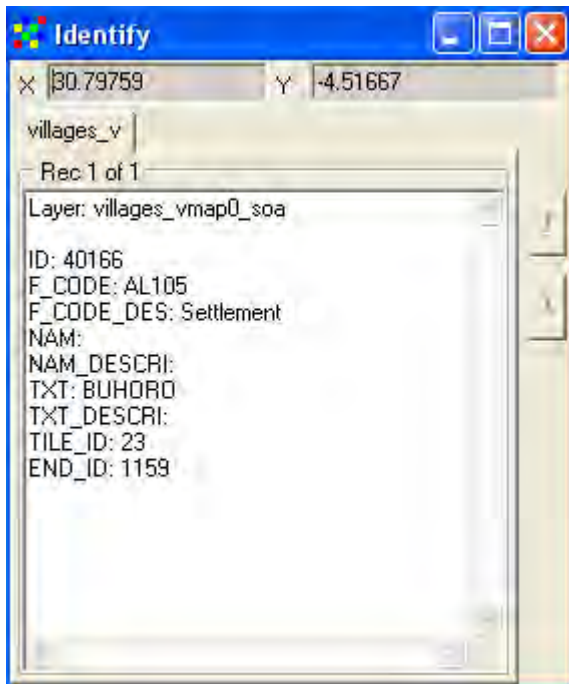 Identify
X 30.79759 Y -4.51667
villages_v
Rec 1 of 1
Layer: villages_vmap0_soa
ID: 40166
F_CODE: AL105
F_CODE_DES: Settlement
NAM:
NAM_DESCRI:
TXT: BUHORO
TXT_DESCRI:
TILE_ID: 23
END_ID: 1159